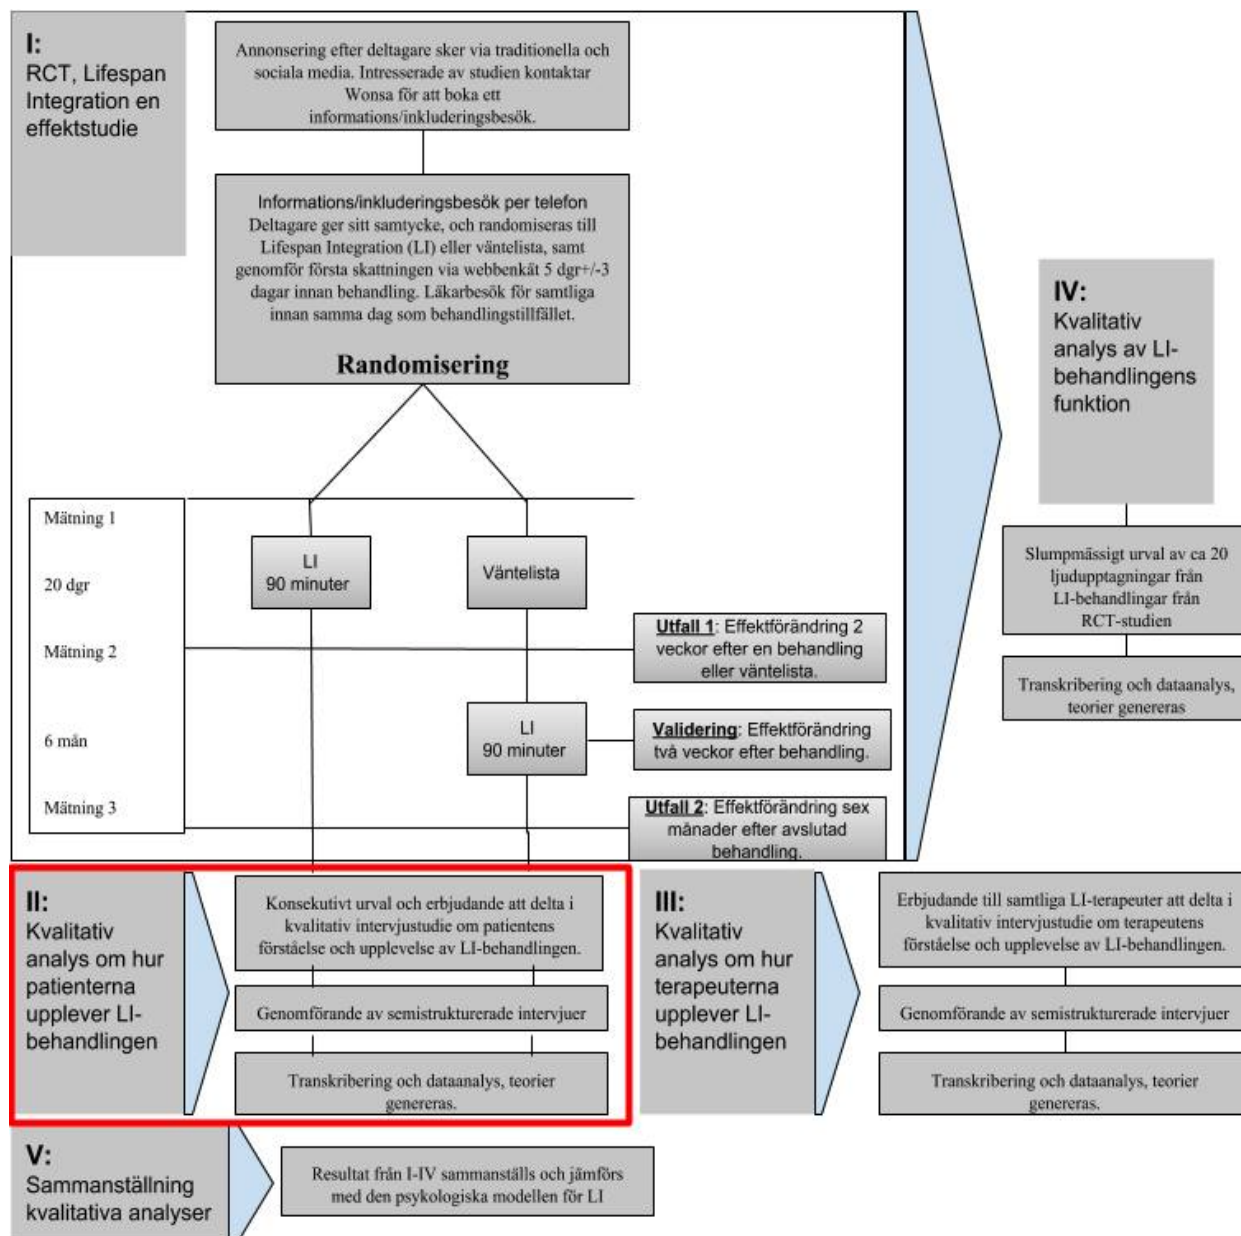 I:
RCT, Lifespan
Integration en
effektstudie
Annonsering efter deltagare sker via traditionella och
sociala media. Intresserade av studien kontaktar
Wonsa för att boka ett
informations/inkluderingsbesök.
Informations/inkluderingsbesök per telefon
Deltagare ger sitt samtycke, och randomiseras till
Lifespan Integration (LI) eller väntelista, samt
genomför första skattningen via webbenkät 5 dgr+/-3
dagar innan behandling. Läkarbesök för samtliga
innan samma dag som behandlingstillfället.
Randomisering
Mätning 1
20 dgr
Mätning 2
6 mån
Mätning 3
LI
90 minuter
Väntelista
Utfall 1: Effektförändring 2
veckor efter en behandling
eller väntelista.
LI
90 minuter
Validering: Effektförändring
två veckor efter behandling.
Utfall 2: Effektförändring sex
månader efter avslutad
behandling.
IV:
Kvalitativ
analys av LI-
behandlingens
funktion
Slumpmässigt urval av ca 20
ljudupptagningar från
LI-behandlingar från
RCT-studien
Transkribering och dataanalys,
teorier genereras
II:
Kvalitativ
analys om hur
patienterna
upplever LI-
behandlingen
Konsekutivt urval och erbjudande att delta i
kvalitativ intervjustudie om patientens
förståelse och upplevelse av LI-behandlingen.
Genomförande av semistrukturerade intervjuer
Transkribering och dataanalys, teorier
genereras.
III:
Kvalitativ
analys om hur
terapeuterna
upplever LI-
behandlingen
Erbjudande till samtliga LI-terapeuter att delta i
kvalitativ intervjustudie om terapeutens
förståelse och upplevelse av LI-behandlingen.
Genomförande av semistrukturerade intervjuer
Transkribering och dataanalys, teorier
genereras.
V:
Sammanställning
kvalitativa analyser
Resultat från I-IV sammanställs och jämförs
med den psykologiska modellen för LI